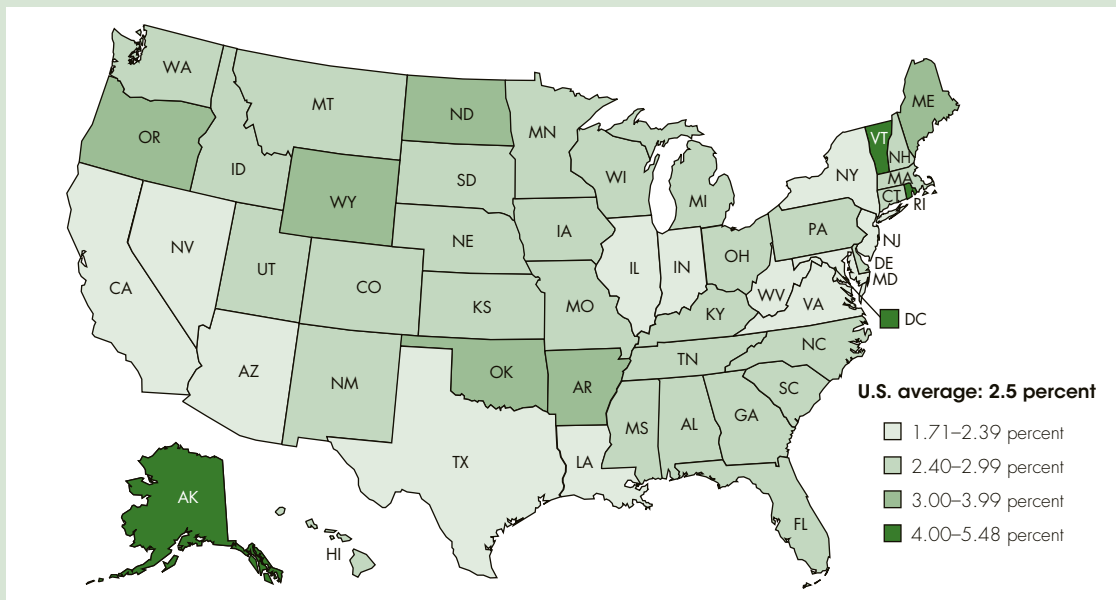 WA
MT
ND
MN
ME
VT
NH
OR
ID
SD
WI
MI
NY
MA
CT
RI
WY
NE
IA
PA
NJ
NV
UT
CO
KS
MO
IL
IN
OH
WV
VA
DE
MD
DC
CA
KY
NC
AZ
NM
OK
AR
TN
SC
U.S. average: 2.5 percent
TX
LA
MS
AL
GA
1.71–2.39 percent
2.40–2.99 percent
3.00–3.99 percent
4.00–5.48 percent
AK
HI
FL